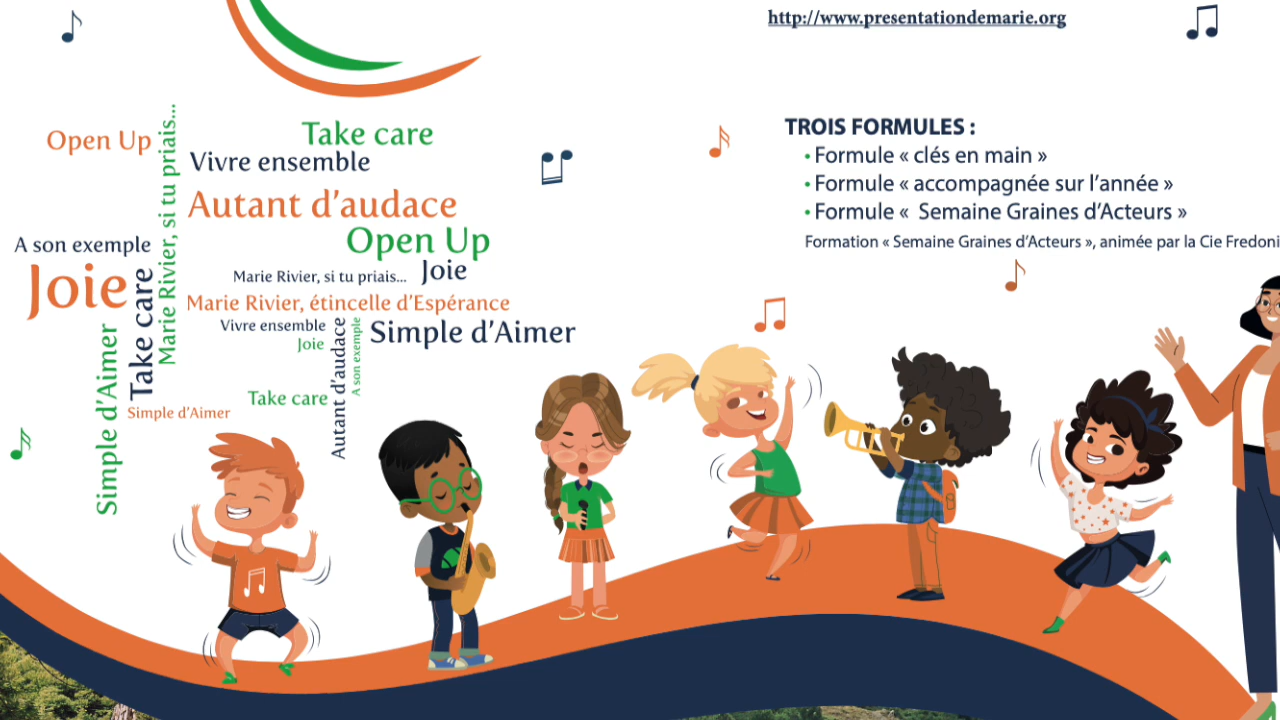 http://www.presentationdemarie.org
Open Up
Marie Rivier, si tu priais...
Take care
Vivre ensemble
Autant d'audace
Open Up
A son exemple
Joie
Take care
Marie Rivier, si tu priais...
Joie
Marie Rivier, étincelle d'Espérance
Vivre ensemble
Joie
Autant d'audace
A son exemple
Simple d'Aimer
Simple d'Aimer
Take care
Simple d'Aimer
TROIS FORMULES :
• Formule « clés en main »
• Formule « accompagnée sur l'année »
• Formule « Semaine Graines d'Acteurs »
Formation « Semaine Graines d'Acteurs », animée par la Cie Fredoni